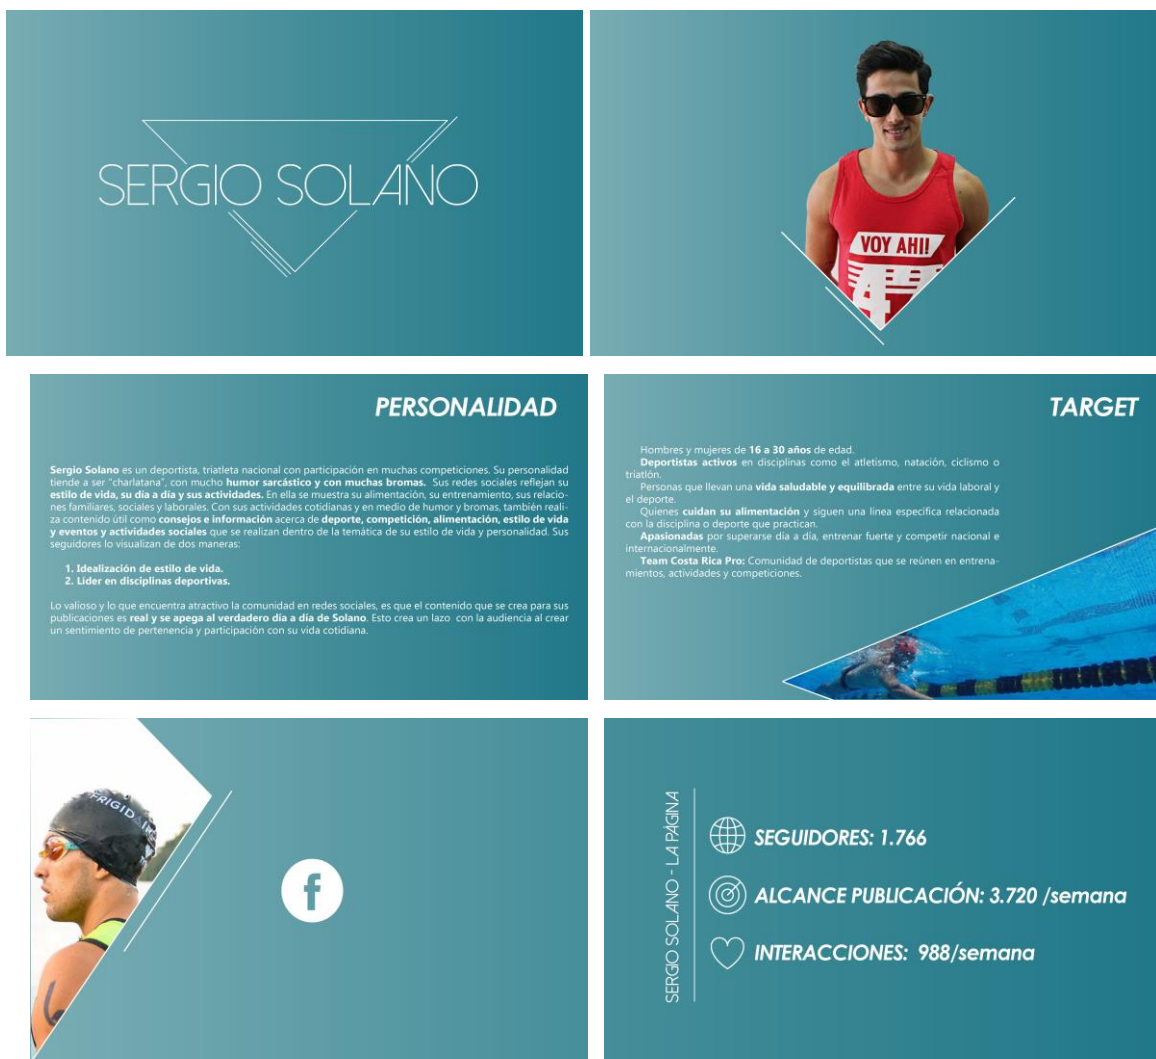 SERGIO SOLANO
VOY AHI!
4
PERSONALIDAD
Sergio Solano es un deportista, triatleta nacional con participación en muchas competiciones. Su personalidad
tiende a ser "charlatana", con mucho humor sarcástico y con muchas bromas. Sus redes sociales reflejan su
estilo de vida, su día a día y sus actividades. En ella se muestra su alimentación, su entrenamiento, sus relacio-
nes familiares, sociales y laborales. Con sus actividades cotidianas y en medio de humor y bromas, también reali-
za contenido útil como consejos e información acerca de deporte, competición, alimentación, estilo de vida
y eventos y actividades sociales que se realizan dentro de la temática de su estilo de vida y personalidad. Sus
seguidores lo visualizan de dos maneras:
1. Idealización de estilo de vida.
2. Líder en disciplinas deportivas.
Lo valioso y lo que encuentra atractivo la comunidad en redes sociales, es que el contenido que se crea para sus
publicaciones es real y se apega al verdadero día a día de Solano. Esto crea un lazo con la audiencia al crear
un sentimiento de pertenencia y participación con su vida cotidiana.
TARGET
Hombres y mujeres de 16 a 30 años de edad.
Deportistas activos en disciplinas como el atletismo, natación, ciclismo o
triatlón.
Personas que llevan una vida saludable y equilibrada entre su vida laboral y
el deporte.
Quienes cuidan su alimentación y siguen una línea específica relacionada
con la disciplina o deporte que practican.
Apasionadas por superarse día a día, entrenar fuerte y competir nacional e
internacionalmente.
Team Costa Rica Pro: Comunidad de deportistas que se reúnen en entrena-
mientos, actividades y competiciones.
FRIGIDAI
f
SERGIO SOLANO - LA PÁGINA
SEGUIDORES: 1.766
ALCANCE PUBLICACIÓN: 3.720 /semana
INTERACCIONES: 988/semana